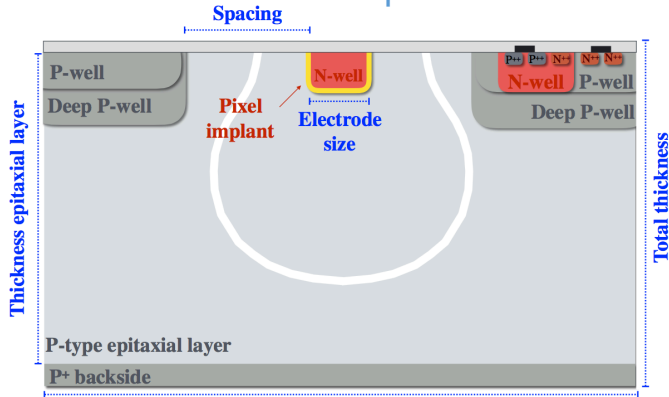 Spacing
P-well
Deep P-well
N-well
Pixel
implant
Electrode
size
P++ P++ N++ N++ N++
N-well
P-well
Deep P-well
Thickness epitaxial layer
Total thickness
P-type epitaxial layer
P+ backside